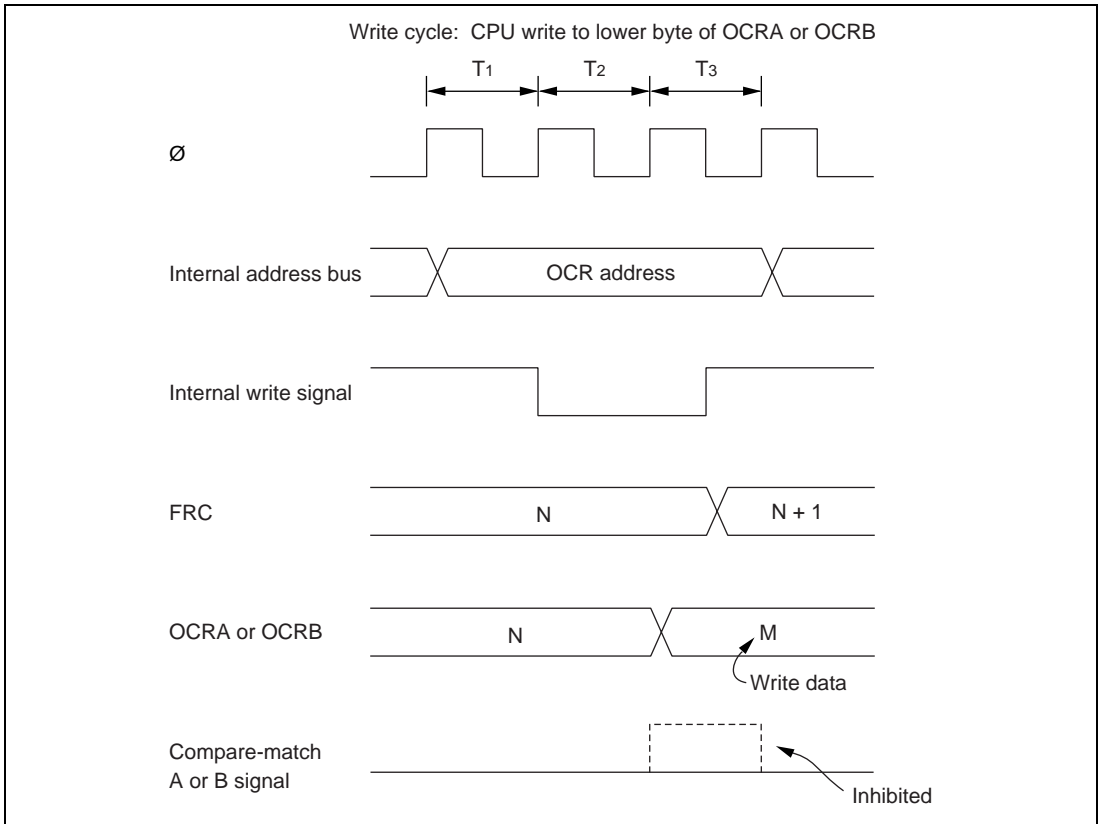 Write cycle: CPU write to lower byte of OCRA or OCRB
T1 T2 T3
Ø
Internal address bus
OCR address
Internal write signal
FRC
N
N + 1
OCRA or OCRB
N
M
Write data
Compare-match
A or B signal
Inhibited